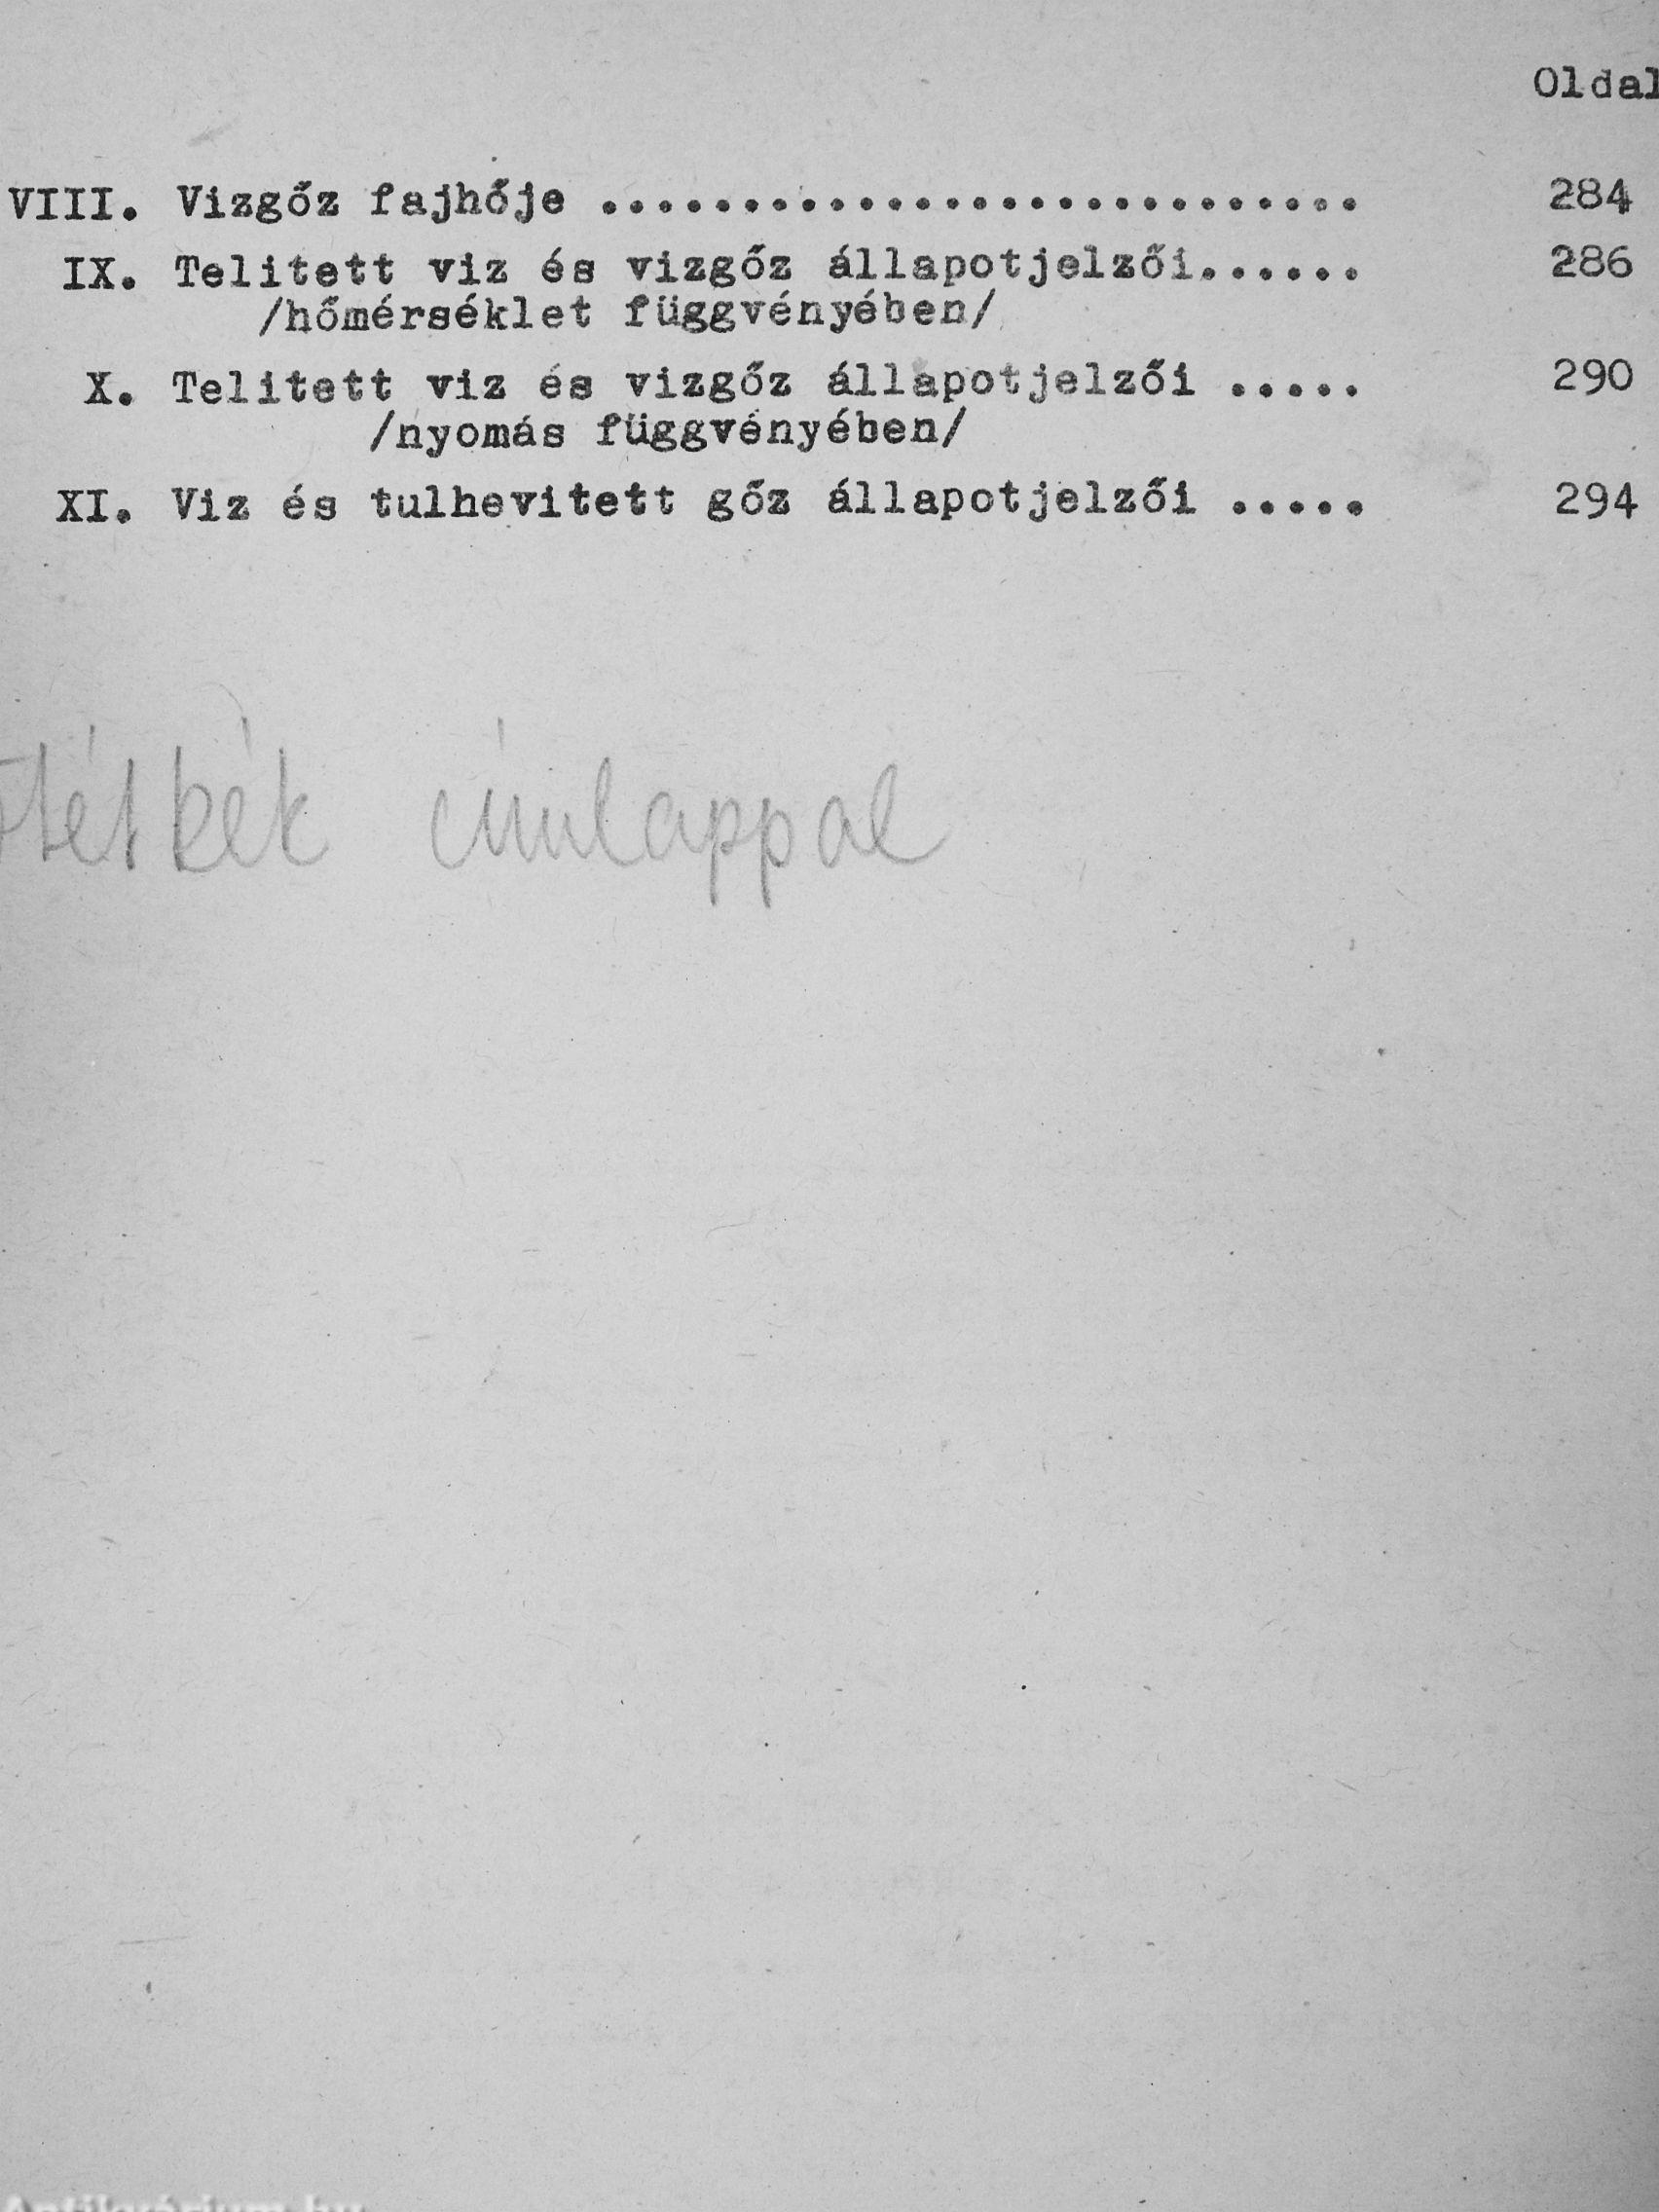 Oldal
VIII. Vizgőz fajhője ........................... 284
IX. Telitett viz és vizgőz állapotjelzői...... 286
/hőmérséklet függvényében/
X. Telitett viz és vizgőz állapotjelzői ..... 290
/nyomás függvényében/
XI. Viz és tulhevitett gőz állapotjelzői ..... 294
címlappal